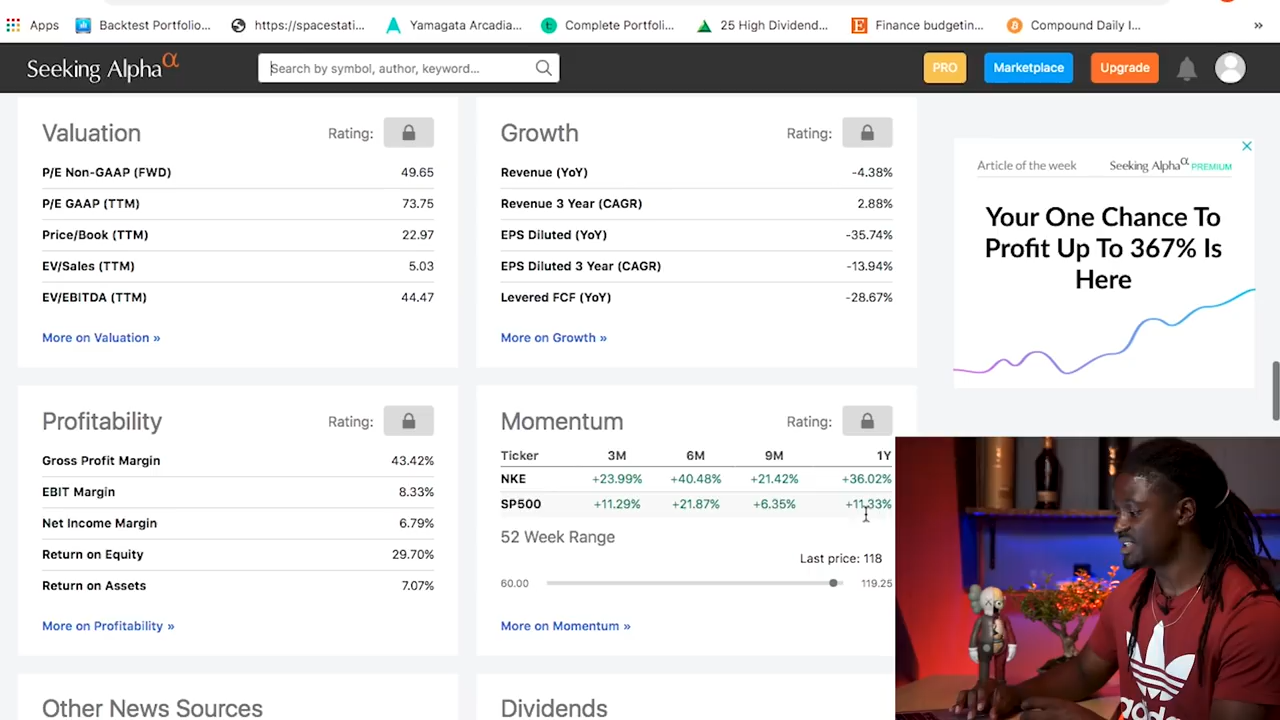 Apps Backtest Portfolio... https://spacestati... Yamagata Arcadia... Complete Portfoli... 25 High Dividend... Finance budgetin... Compound Daily I... »
Seeking Alpha α Search by symbol, author, keyword... PRO Marketplace Upgrade
Valuation Rating:
P/E Non-GAAP (FWD) 49.65
P/E GAAP (TTM) 73.75
Price/Book (TTM) 22.97
EV/Sales (TTM) 5.03
EV/EBITDA (TTM) 44.47
More on Valuation »
Growth Rating:
Revenue (YoY) -4.38%
Revenue 3 Year (CAGR) 2.88%
EPS Diluted (YoY) -35.74%
EPS Diluted 3 Year (CAGR) -13.94%
Levered FCF (YoY) -28.67%
More on Growth »
Article of the week Seeking Alpha α PREMIUM
Your One Chance To
Profit Up To 367% Is
Here
Profitability Rating:
Gross Profit Margin 43.42%
EBIT Margin 8.33%
Net Income Margin 6.79%
Return on Equity 29.70%
Return on Assets 7.07%
More on Profitability »
Momentum Rating:
Ticker 3M 6M 9M 1Y
NKE +23.99% +40.48% +21.42% +36.02%
SP500 +11.29% +21.87% +6.35% +11.33%
52 Week Range
Last price: 118
60.00 119.25
More on Momentum »
Other News Sources
Dividends
adidas